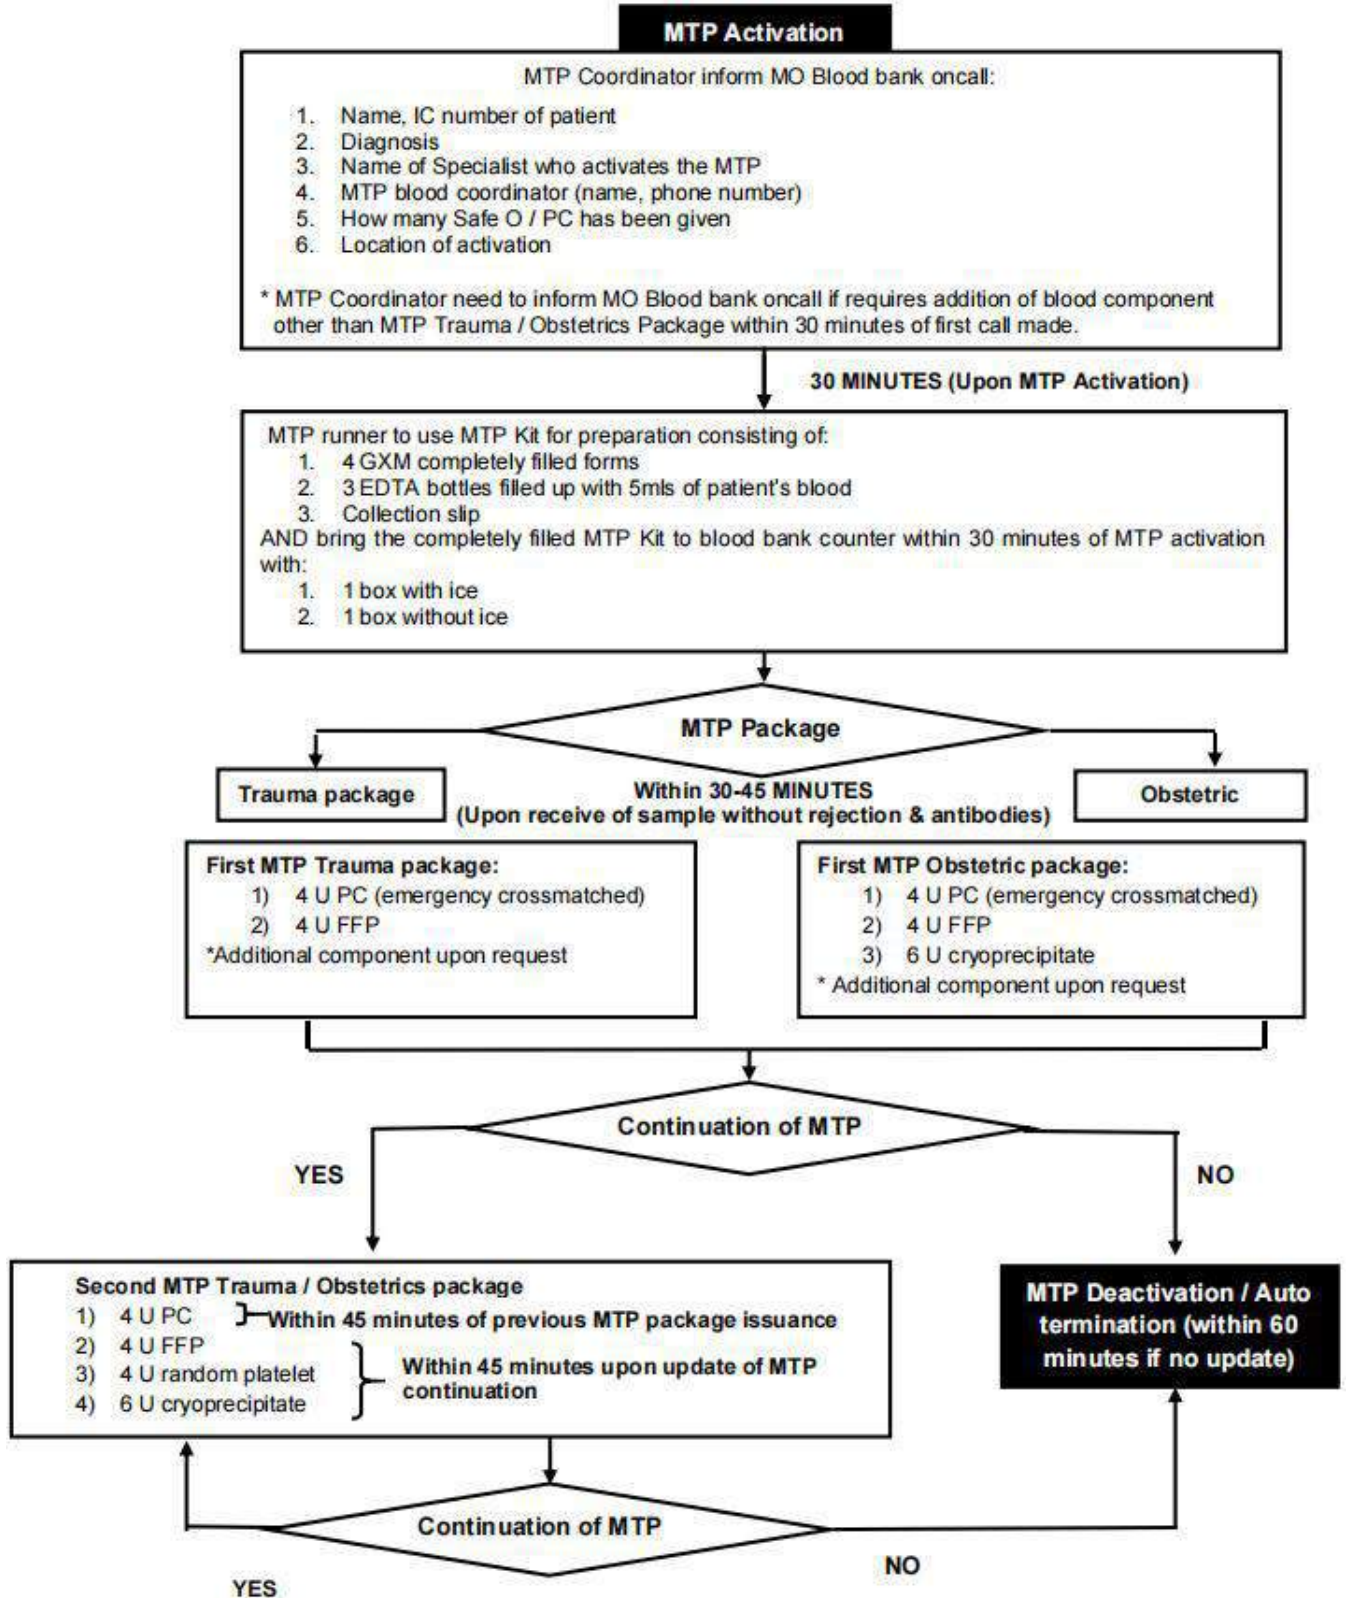 MTP Activation
MTP Coordinator inform MO Blood bank oncall:
1. Name, IC number of patient
2. Diagnosis
3. Name of Specialist who activates the MTP
4. MTP blood coordinator (name, phone number)
5. How many Safe O / PC has been given
6. Location of activation
* MTP Coordinator need to inform MO Blood bank oncall if requires addition of blood component
other than MTP Trauma / Obstetrics Package within 30 minutes of first call made.
30 MINUTES (Upon MTP Activation)
MTP runner to use MTP Kit for preparation consisting of:
1. 4 GXM completely filled forms
2. 3 EDTA bottles filled up with 5mls of patient's blood
3. Collection slip
AND bring the completely filled MTP Kit to blood bank counter within 30 minutes of MTP activation
with:
1. 1 box with ice
2. 1 box without ice
MTP Package
Trauma package
Within 30-45 MINUTES
(Upon receive of sample without rejection & antibodies)
Obstetric
First MTP Trauma package:
1) 4 U PC (emergency crossmatched)
2) 4 U FFP
*Additional component upon request
First MTP Obstetric package:
1) 4 U PC (emergency crossmatched)
2) 4 U FFP
3) 6 U cryoprecipitate
* Additional component upon request
Continuation of MTP
YES
NO
Second MTP Trauma / Obstetrics package
1) 4 U PC
Within 45 minutes of previous MTP package issuance
2) 4 U FFP
3) 4 U random platelet
4) 6 U cryoprecipitate
Within 45 minutes upon update of MTP
continuation
MTP Deactivation / Auto
termination (within 60
minutes if no update)
Continuation of MTP
NO
YES